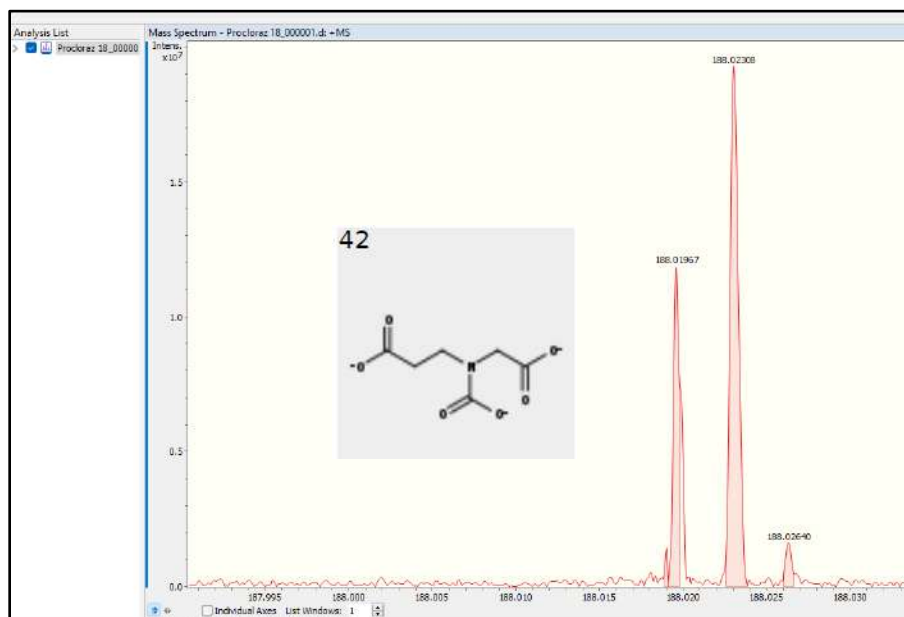 Analysis List
Procloraz 18_00000
Mass Spectrum - Procloraz 18_000001.d: +MS
Intens.
x10⁷
1.5
1.0
0.5
0.0
188.02308
188.01967
188.02640
42
O
-O
N
O-
O
O
O-
187.995
188.000
188.005
188.010
188.015
188.020
188.025
188.030
Individual Axes List Windows: 1